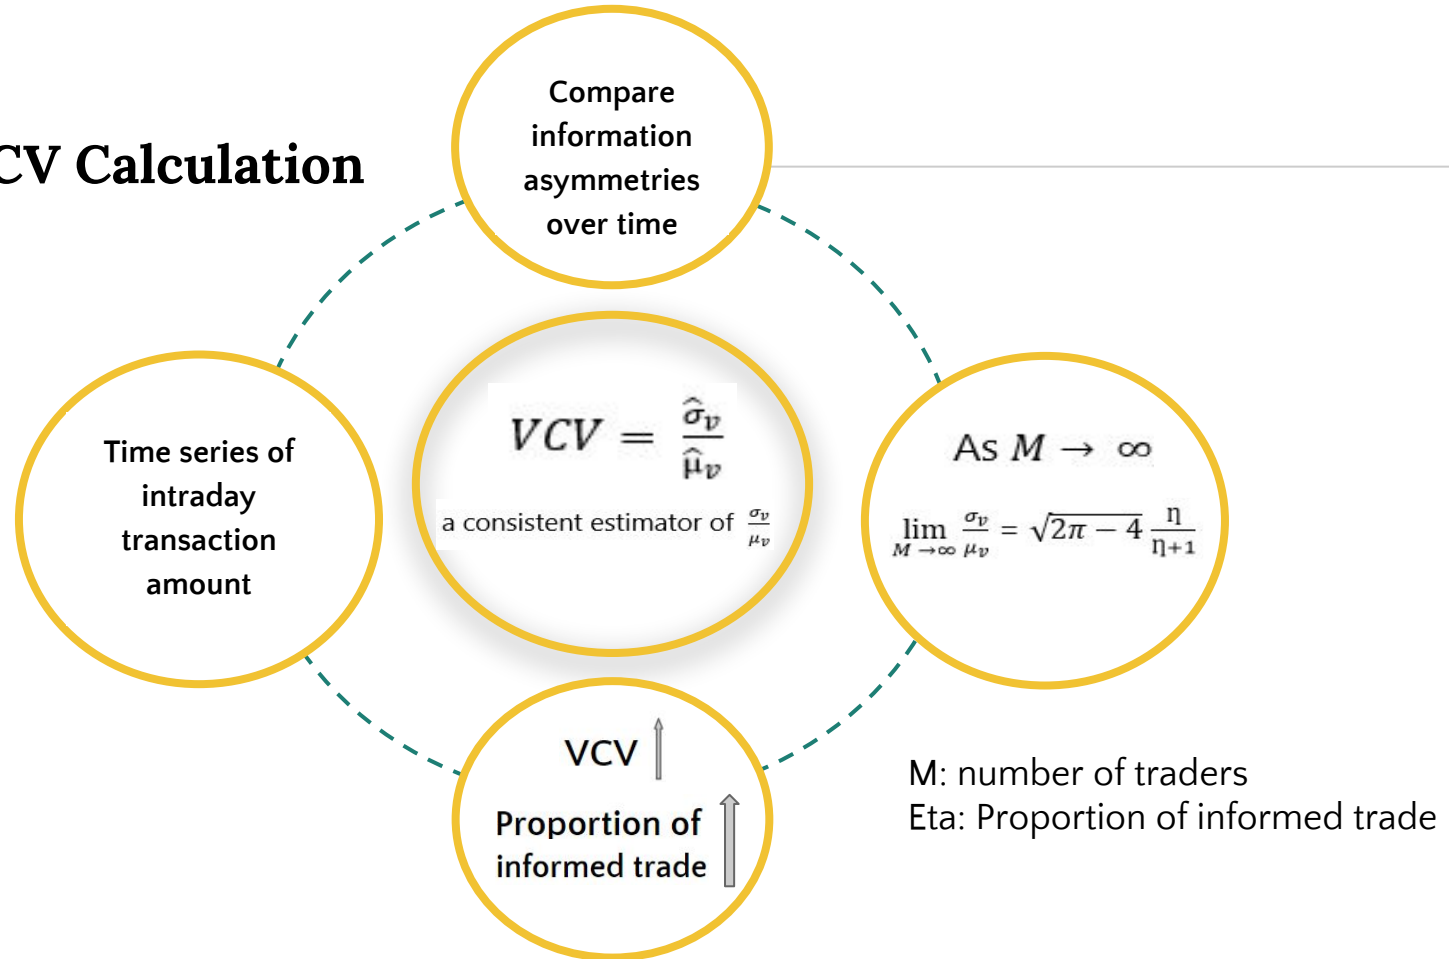 CV Calculation
Compare
information
asymmetries
over time
Time series of
intraday
transaction
amount
VCV = σ̂ᵥ/μ̂ᵥ
a consistent estimator of σᵥ/μᵥ
As M → ∞
lim M→∞ σᵥ/μᵥ = √(2π − 4) η/(η+1)
VCV
Proportion of
informed trade
M: number of traders
Eta: Proportion of informed trade